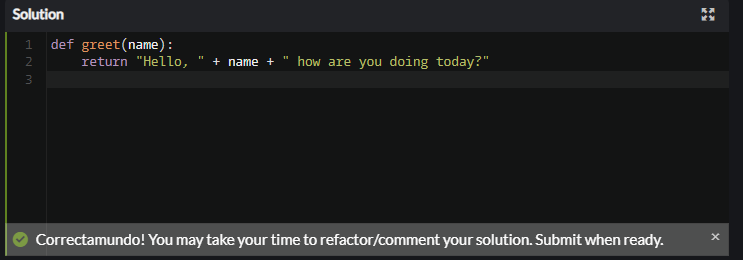 Solution
1 def greet(name):
2     return "Hello, " + name + " how are you doing today?"
3
Correctamundo! You may take your time to refactor/comment your solution. Submit when ready. ×